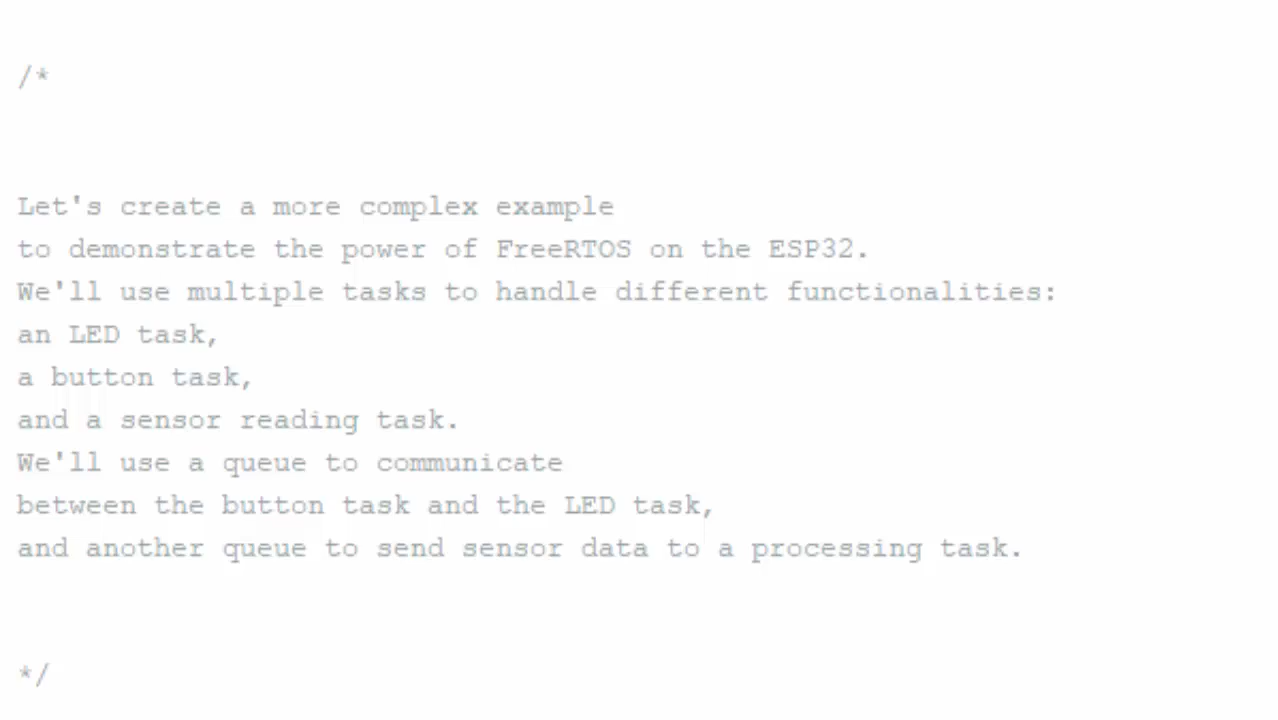 /*
Let's create a more complex example
to demonstrate the power of FreeRTOS on the ESP32.
We'll use multiple tasks to handle different functionalities:
an LED task,
a button task,
and a sensor reading task.
We'll use a queue to communicate
between the button task and the LED task,
and another queue to send sensor data to a processing task.
*/